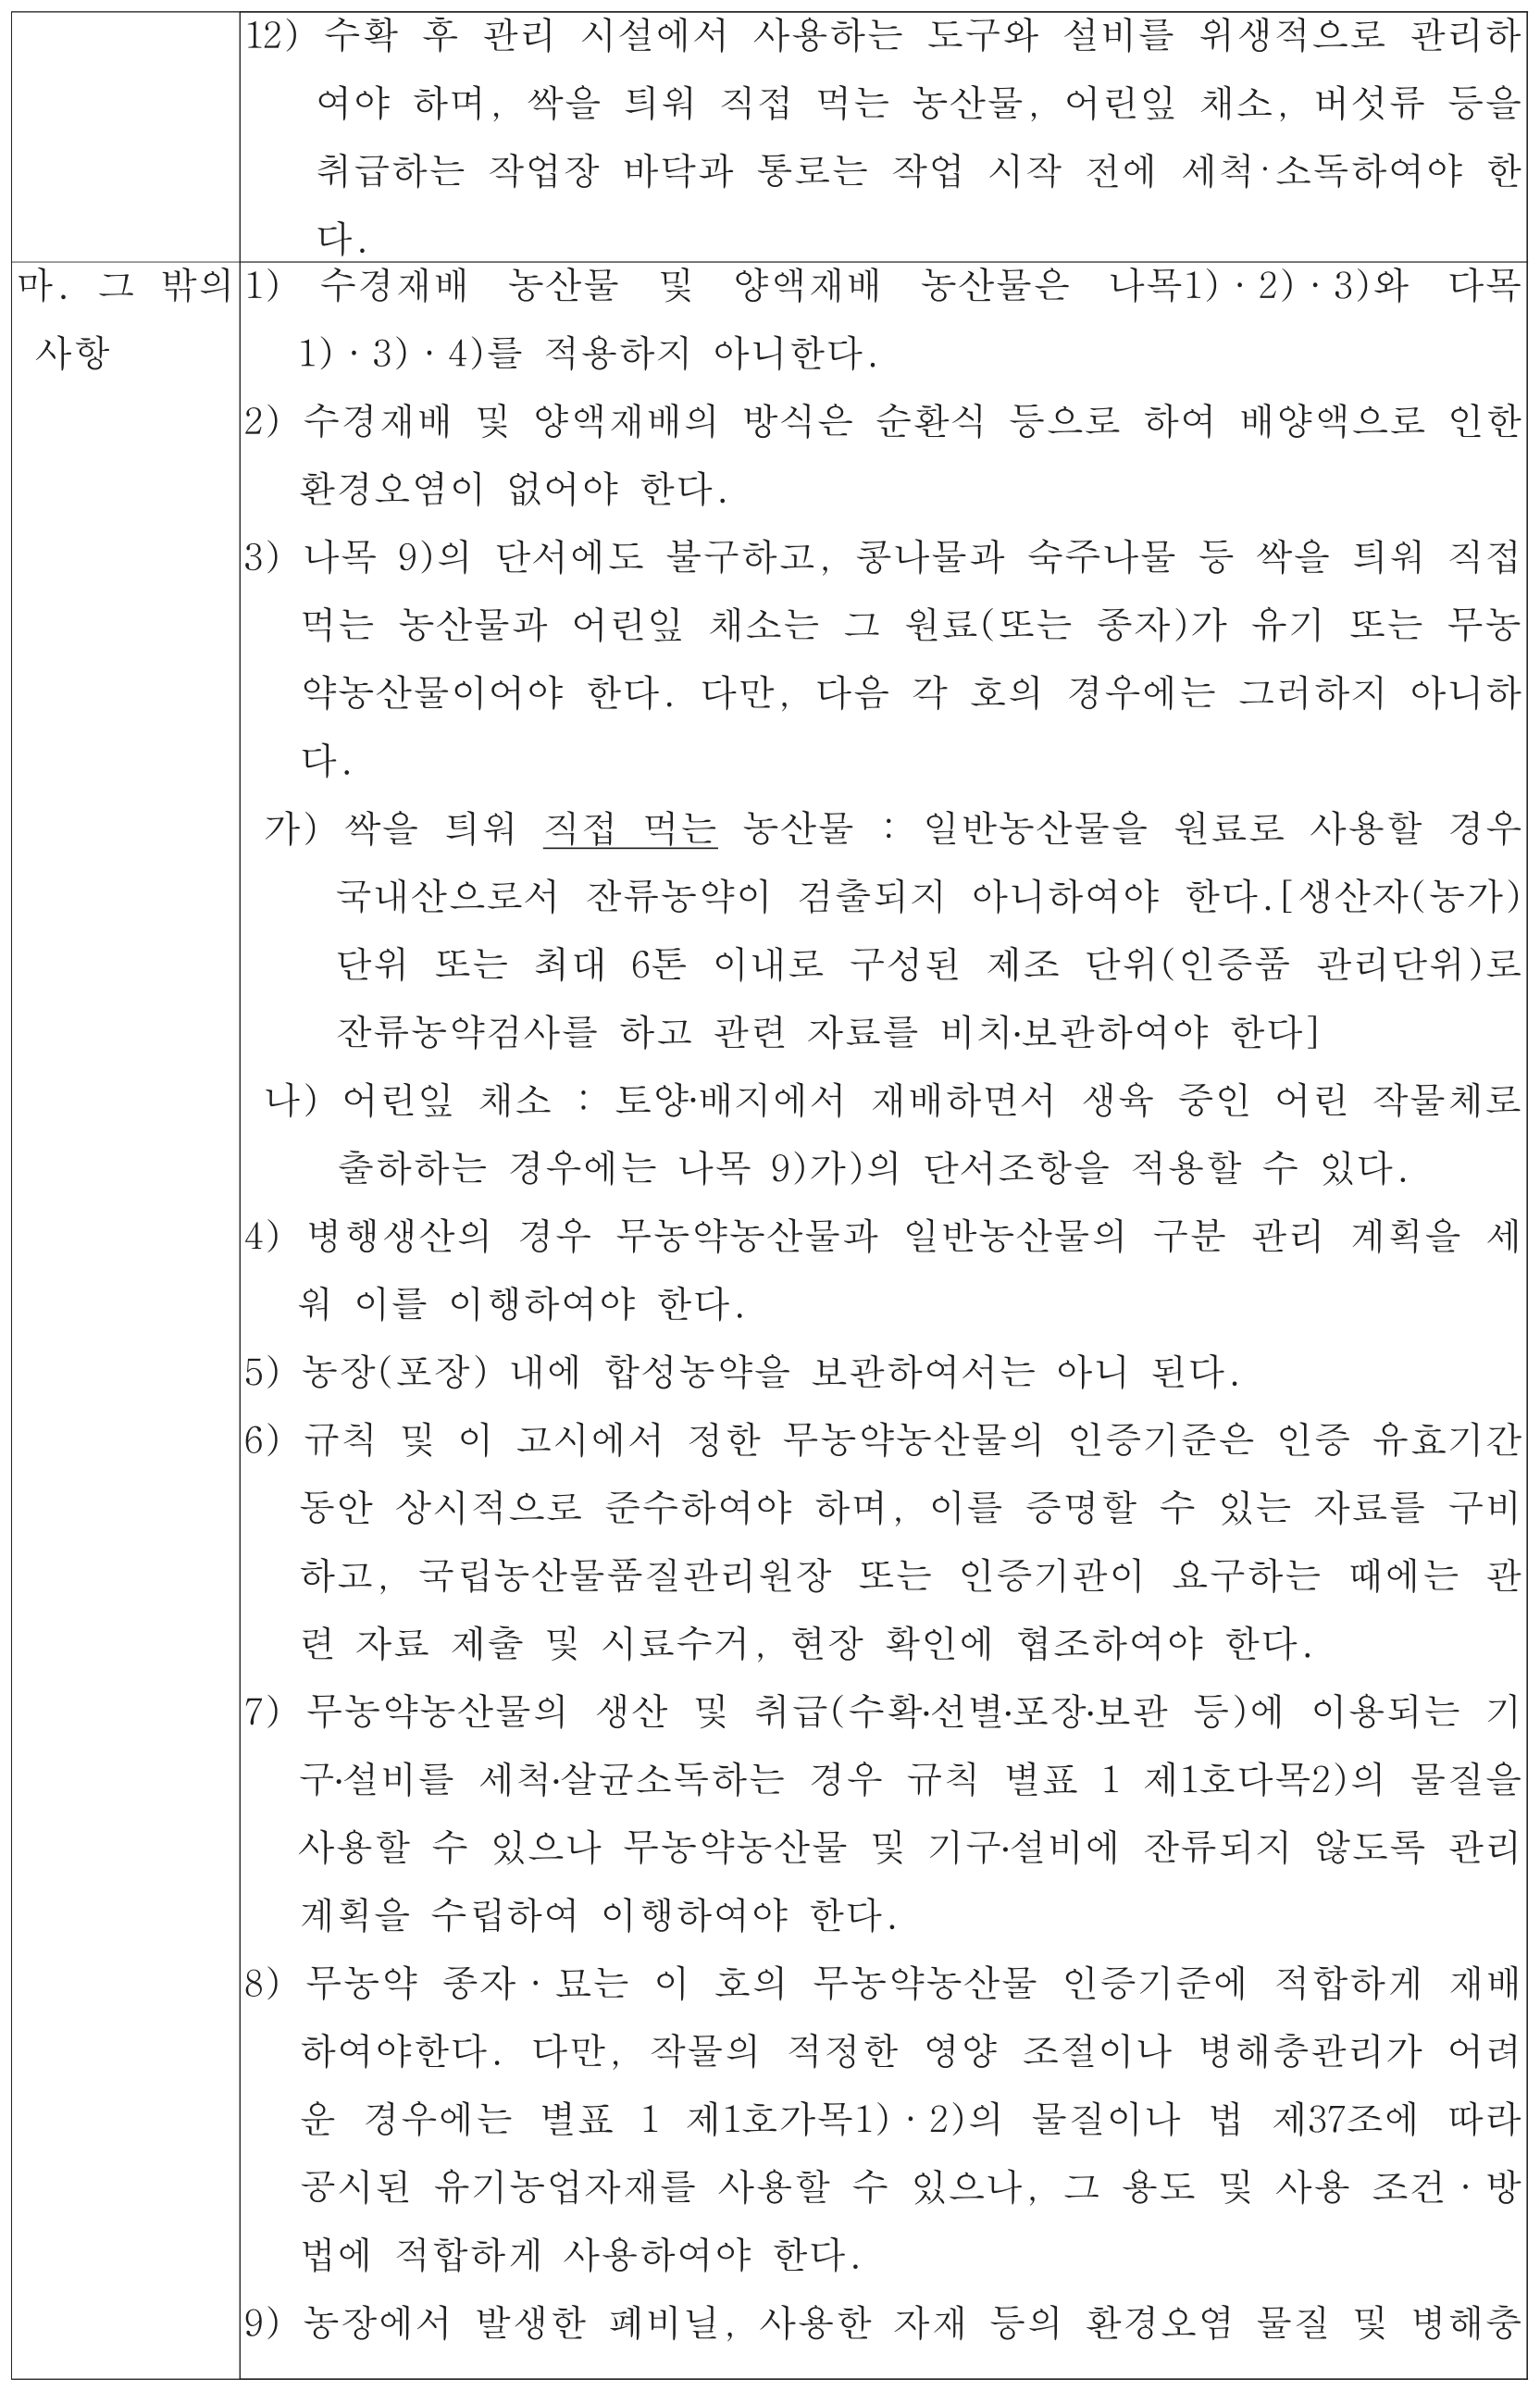 12) 수확 후 관리 시설에서 사용하는 도구와 설비를 위생적으로 관리하
여야 하며, 싹을 틔워 직접 먹는 농산물, 어린잎 채소, 버섯류 등을
취급하는 작업장 바닥과 통로는 작업 시작 전에 세척·소독하여야 한
다.
마. 그 밖의
사항
1) 수경재배 농산물 및 양액재배 농산물은 나목1)·2)·3)와 다목
1)·3)·4)를 적용하지 아니한다.
2) 수경재배 및 양액재배의 방식은 순환식 등으로 하여 배양액으로 인한
환경오염이 없어야 한다.
3) 나목 9)의 단서에도 불구하고, 콩나물과 숙주나물 등 싹을 틔워 직접
먹는 농산물과 어린잎 채소는 그 원료(또는 종자)가 유기 또는 무농
약농산물이어야 한다. 다만, 다음 각 호의 경우에는 그러하지 아니하
다.
가) 싹을 틔워 직접 먹는 농산물 : 일반농산물을 원료로 사용할 경우
국내산으로서 잔류농약이 검출되지 아니하여야 한다.[생산자(농가)
단위 또는 최대 6톤 이내로 구성된 제조 단위(인증품 관리단위)로
잔류농약검사를 하고 관련 자료를 비치·보관하여야 한다]
나) 어린잎 채소 : 토양·배지에서 재배하면서 생육 중인 어린 작물체로
출하하는 경우에는 나목 9)가)의 단서조항을 적용할 수 있다.
4) 병행생산의 경우 무농약농산물과 일반농산물의 구분 관리 계획을 세
워 이를 이행하여야 한다.
5) 농장(포장) 내에 합성농약을 보관하여서는 아니 된다.
6) 규칙 및 이 고시에서 정한 무농약농산물의 인증기준은 인증 유효기간
동안 상시적으로 준수하여야 하며, 이를 증명할 수 있는 자료를 구비
하고, 국립농산물품질관리원장 또는 인증기관이 요구하는 때에는 관
련 자료 제출 및 시료수거, 현장 확인에 협조하여야 한다.
7) 무농약농산물의 생산 및 취급(수확·선별·포장·보관 등)에 이용되는 기
구·설비를 세척·살균소독하는 경우 규칙 별표 1 제1호다목2)의 물질을
사용할 수 있으나 무농약농산물 및 기구·설비에 잔류되지 않도록 관리
계획을 수립하여 이행하여야 한다.
8) 무농약 종자·묘는 이 호의 무농약농산물 인증기준에 적합하게 재배
하여야한다. 다만, 작물의 적정한 영양 조절이나 병해충관리가 어려
운 경우에는 별표 1 제1호가목1)·2)의 물질이나 법 제37조에 따라
공시된 유기농업자재를 사용할 수 있으나, 그 용도 및 사용 조건·방
법에 적합하게 사용하여야 한다.
9) 농장에서 발생한 폐비닐, 사용한 자재 등의 환경오염 물질 및 병해충